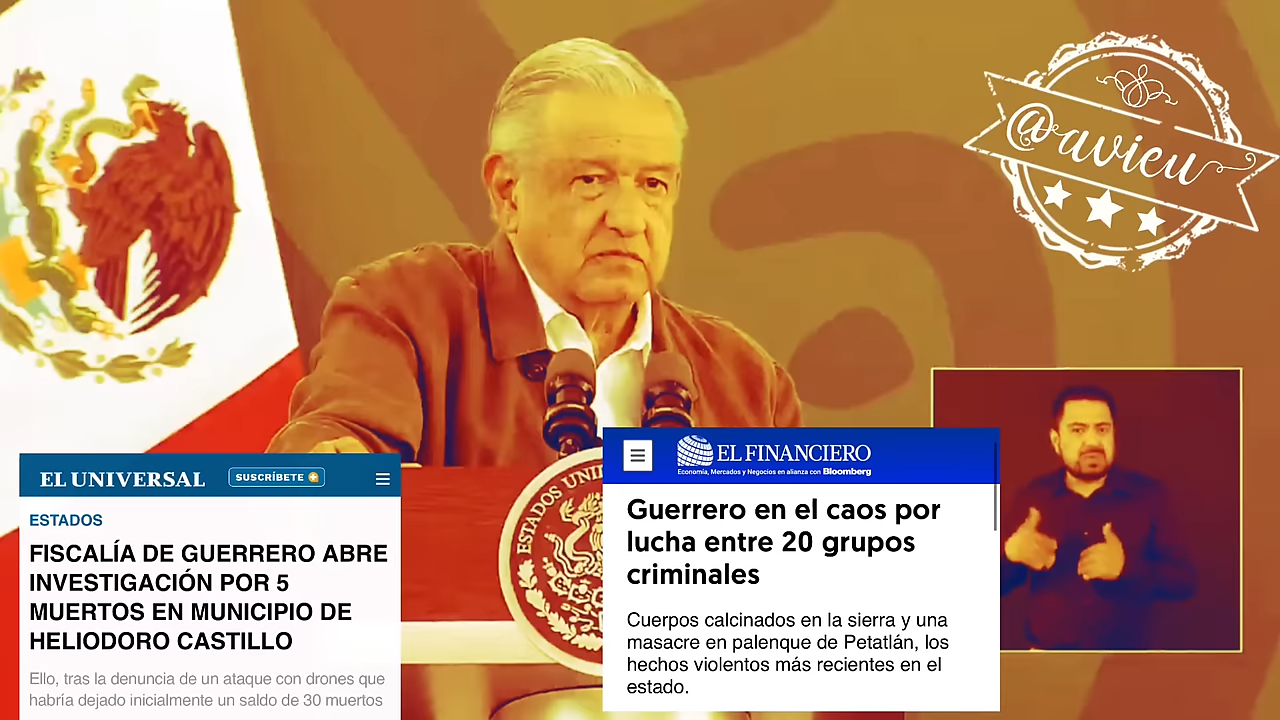 @avieu
EL UNIVERSAL
SUSCRÍBETE
ESTADOS
FISCALÍA DE GUERRERO ABRE
INVESTIGACIÓN POR 5
MUERTOS EN MUNICIPIO DE
HELIODORO CASTILLO
Ello, tras la denuncia de un ataque con drones que
habría dejado inicialmente un saldo de 30 muertos
ESTADOS UNI
EL FINANCIERO
Economía, Mercados y Negocios en alianza con Bloomberg
Guerrero en el caos por
lucha entre 20 grupos
criminales
Cuerpos calcinados en la sierra y una
masacre en palenque de Petatlán, los
hechos violentos más recientes en el
estado.